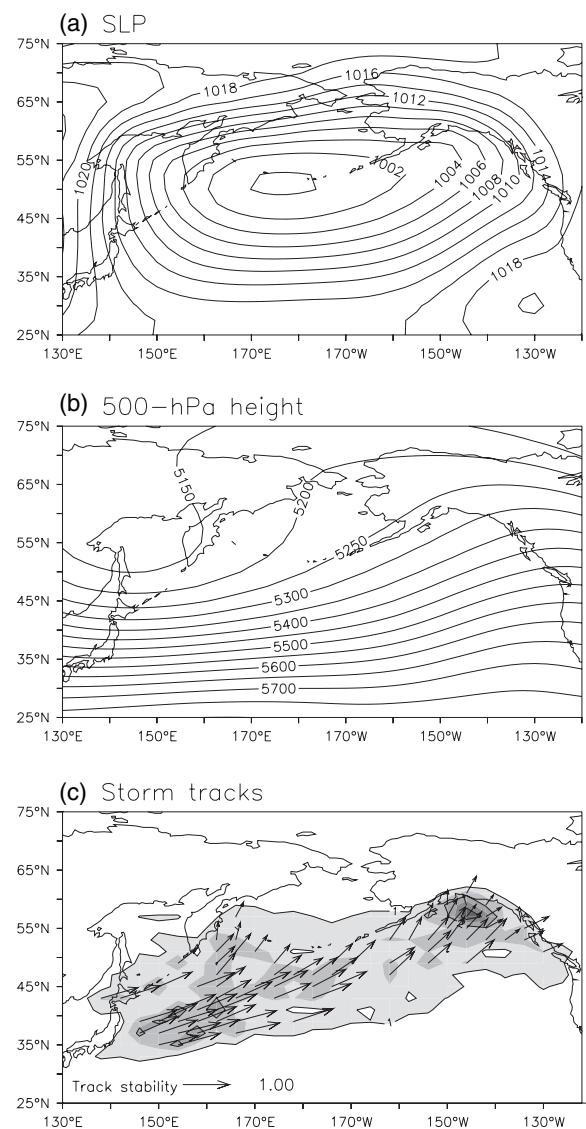 (a) SLP
75°N
65°N
55°N
45°N
35°N
25°N
1018
1016
1012
1020
1002
1004
1006
1008
1010
1014
1018
130°E 150°E 170°E 170°W 150°W 130°W
(b) 500-hPa height
75°N
65°N
55°N
45°N
35°N
25°N
5150
5200
5250
5300
5400
5500
5600
5700
130°E 150°E 170°E 170°W 150°W 130°W
(c) Storm tracks
75°N
65°N
55°N
45°N
35°N
25°N
1
1
Track stability 1.00
130°E 150°E 170°E 170°W 150°W 130°W